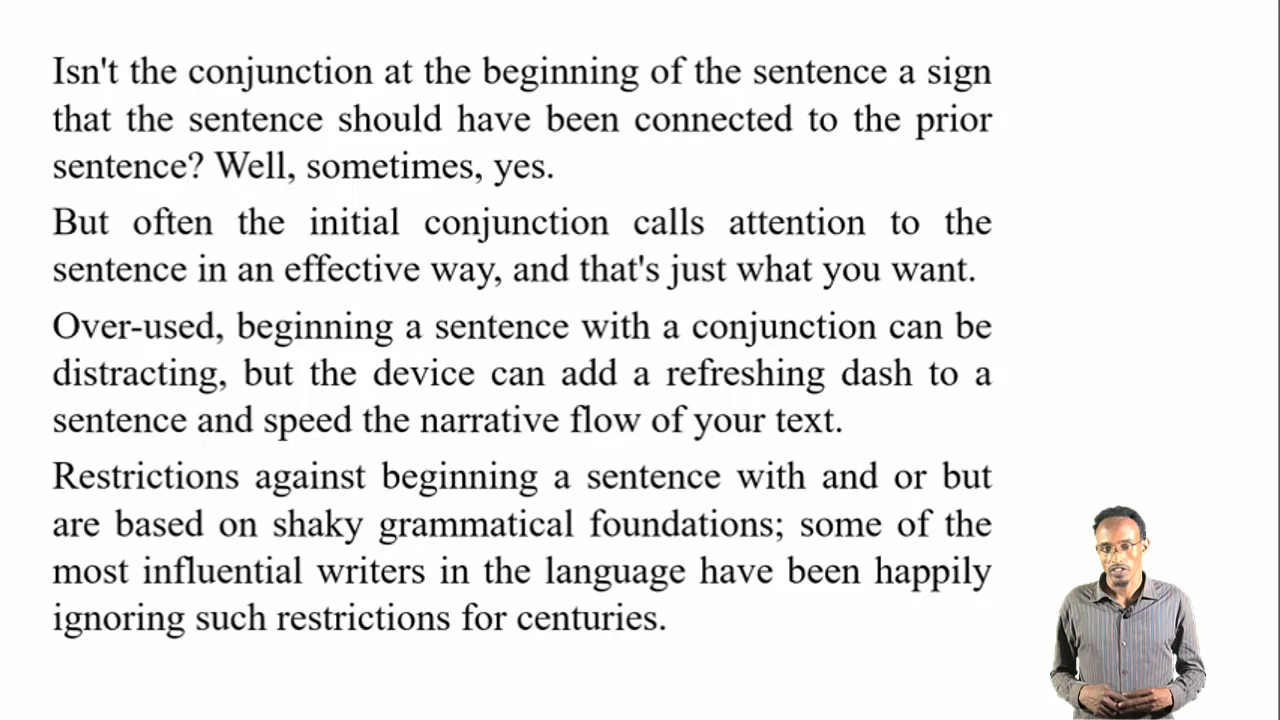 Isn't the conjunction at the beginning of the sentence a sign
that the sentence should have been connected to the prior
sentence? Well, sometimes, yes.
But often the initial conjunction calls attention to the
sentence in an effective way, and that's just what you want.
Over-used, beginning a sentence with a conjunction can be
distracting, but the device can add a refreshing dash to a
sentence and speed the narrative flow of your text.
Restrictions against beginning a sentence with and or but
are based on shaky grammatical foundations; some of the
most influential writers in the language have been happily
ignoring such restrictions for centuries.